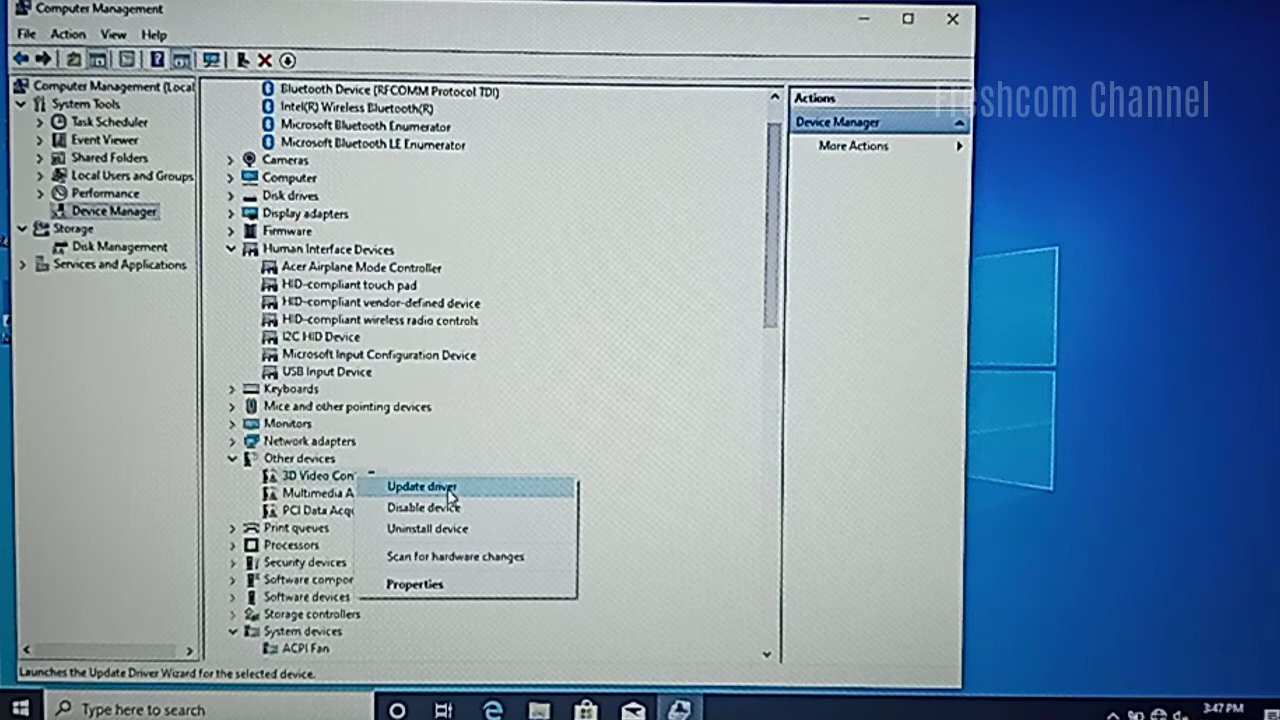 Computer Management
File Action View Help
Computer Management (Local
System Tools
Task Scheduler
Event Viewer
Shared Folders
Local Users and Groups
Performance
Device Manager
Storage
Disk Management
Services and Applications
Bluetooth Device (RFCOMM Protocol TDI)
Intel(R) Wireless Bluetooth(R)
Microsoft Bluetooth Enumerator
Microsoft Bluetooth LE Enumerator
Cameras
Computer
Disk drives
Display adapters
Firmware
Human Interface Devices
Acer Airplane Mode Controller
HID-compliant touch pad
HID-compliant vendor-defined device
HID-compliant wireless radio controls
I2C HID Device
Microsoft Input Configuration Device
USB Input Device
Keyboards
Mice and other pointing devices
Monitors
Network adapters
Other devices
3D Video Con
Multimedia A
PCI Data Acq
Print queues
Processors
Security devices
Software compor
Software devices
Storage controllers
System devices
ACPI Fan
Update driver
Disable device
Uninstall device
Scan for hardware changes
Properties
Actions
Device Manager
More Actions
Freshcom Channel
Launches the Update Driver Wizard for the selected device.
Type here to search
3:47 PM